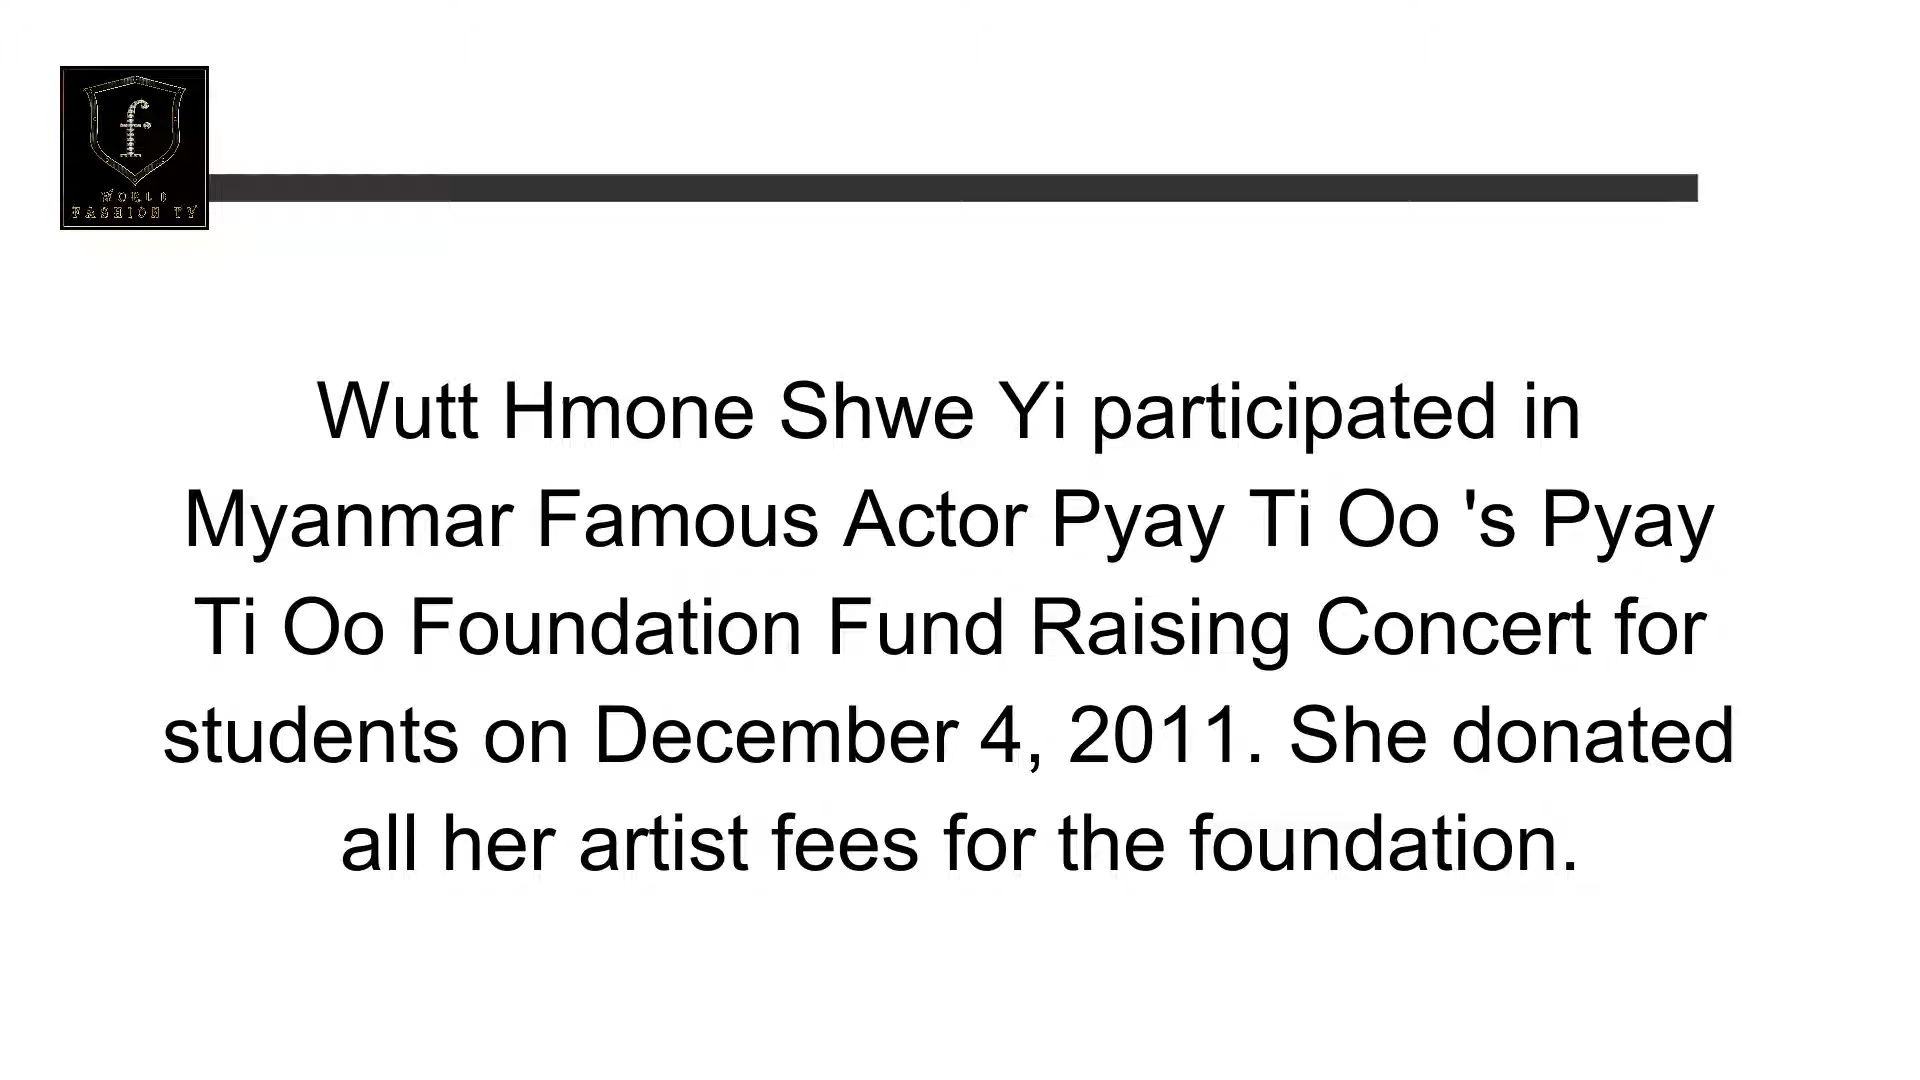 f
WORLD
FASHION TV
Wutt Hmone Shwe Yi participated in
Myanmar Famous Actor Pyay Ti Oo 's Pyay
Ti Oo Foundation Fund Raising Concert for
students on December 4, 2011. She donated
all her artist fees for the foundation.